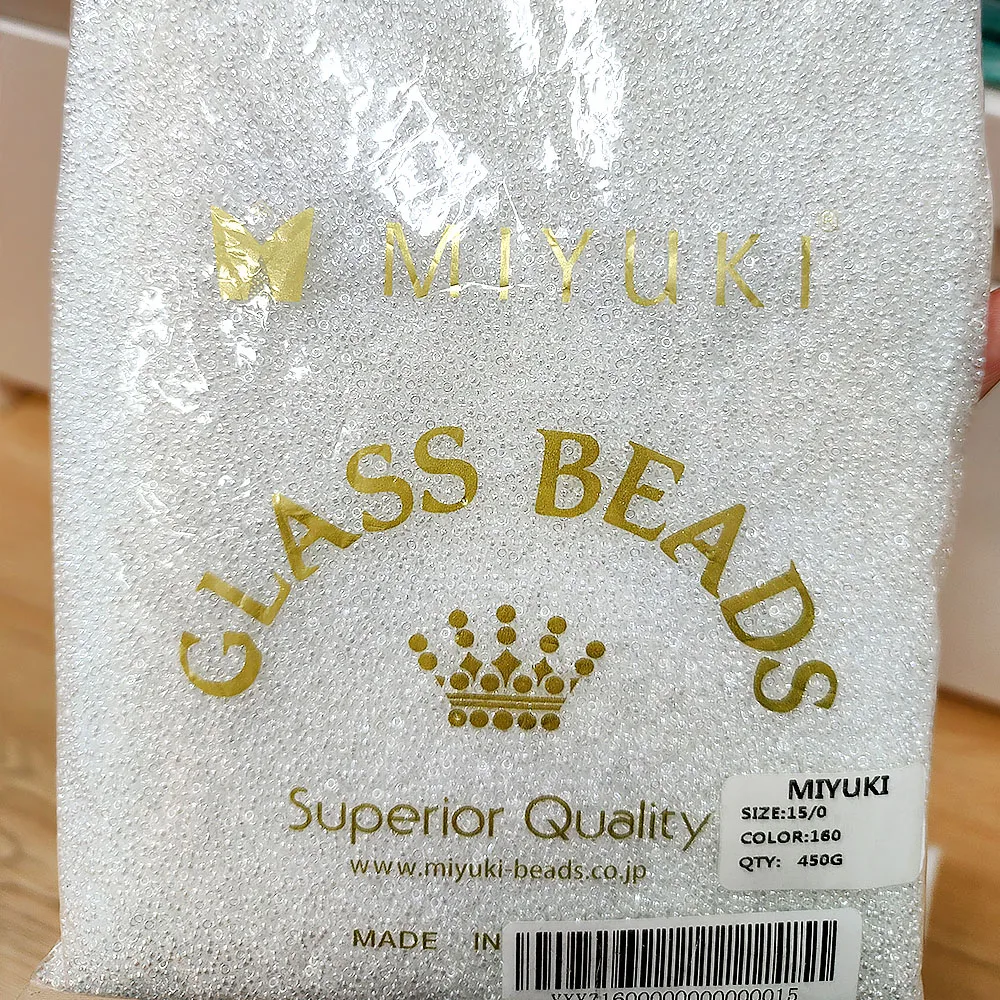 MIYUKI®
GLASS BEADS
Superior Quality
www.miyuki-beads.co.jp
MADE IN
MIYUKI
SIZE:15/0
COLOR:160
QTY: 450G